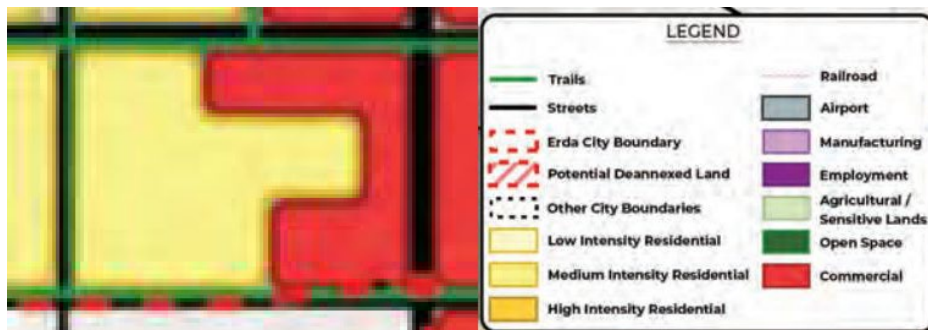 LEGEND
Trails
Streets
Erda City Boundary
Potential Deannexed Land
Other City Boundaries
Low Intensity Residential
Medium Intensity Residential
High Intensity Residential
Railroad
Airport
Manufacturing
Employment
Agricultural /
Sensitive Lands
Open Space
Commercial